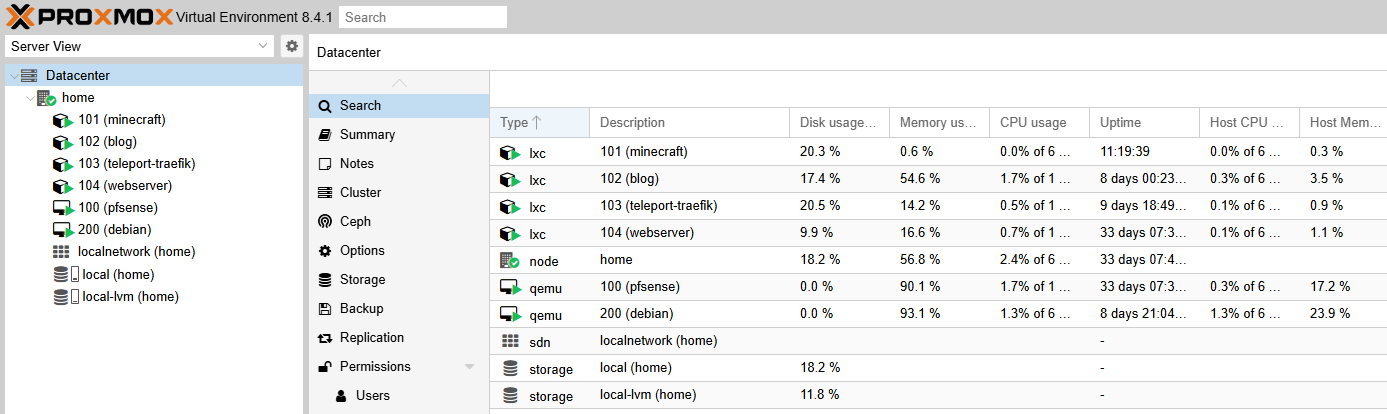 PROXMOX Virtual Environment 8.4.1 Search
Server View
Datacenter
home
101 (minecraft)
102 (blog)
103 (teleport-traefik)
104 (webserver)
100 (pfsense)
200 (debian)
localnetwork (home)
local (home)
local-lvm (home)
Datacenter
Search
Summary
Notes
Cluster
Ceph
Options
Storage
Backup
Replication
Permissions
Users
Type Description Disk usage... Memory us... CPU usage Uptime Host CPU ... Host Mem...
lxc 101 (minecraft) 20.3 % 0.6 % 0.0% of 6 ... 11:19:39 0.0% of 6 ... 0.3 %
lxc 102 (blog) 17.4 % 54.6 % 1.7% of 1 ... 8 days 00:23... 0.3% of 6 ... 3.5 %
lxc 103 (teleport-traefik) 20.5 % 14.2 % 0.5% of 1 ... 9 days 18:49... 0.1% of 6 ... 0.9 %
lxc 104 (webserver) 9.9 % 16.6 % 0.7% of 1 ... 33 days 07:3... 0.1% of 6 ... 1.1 %
node home 18.2 % 56.8 % 2.4% of 6 ... 33 days 07:4...
qemu 100 (pfsense) 0.0 % 90.1 % 1.7% of 1 ... 33 days 07:3... 0.3% of 6 ... 17.2 %
qemu 200 (debian) 0.0 % 93.1 % 1.3% of 6 ... 8 days 21:04... 1.3% of 6 ... 23.9 %
sdn localnetwork (home) -
storage local (home) 18.2 % -
storage local-lvm (home) 11.8 % -